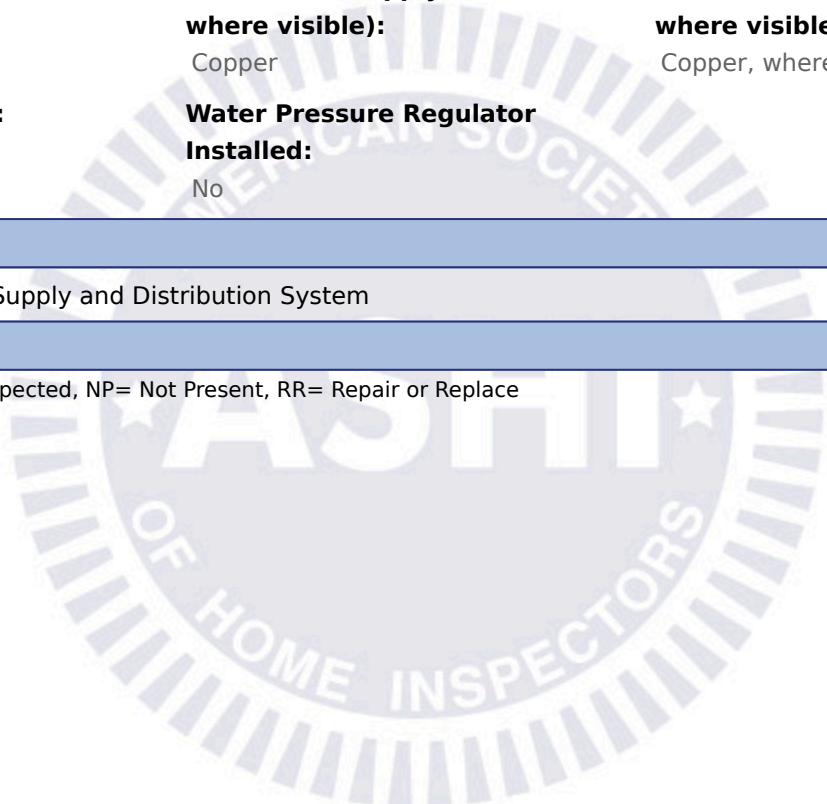 where visible): where visible
Copper Copper, where
: Water Pressure Regulator
Installed:
No
Supply and Distribution System
pected, NP= Not Present, RR= Repair or Replace
AMERICAN SOCIET
ASHI
OF HOME INSPECTORS